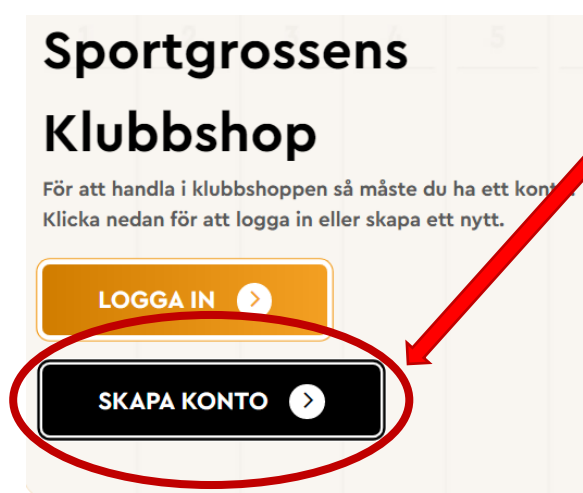 Sportgrossens
Klubbshop
För att handla i klubbshoppen så måste du ha ett konto.
Klicka nedan för att logga in eller skapa ett nytt.
LOGGA IN
SKAPA KONTO